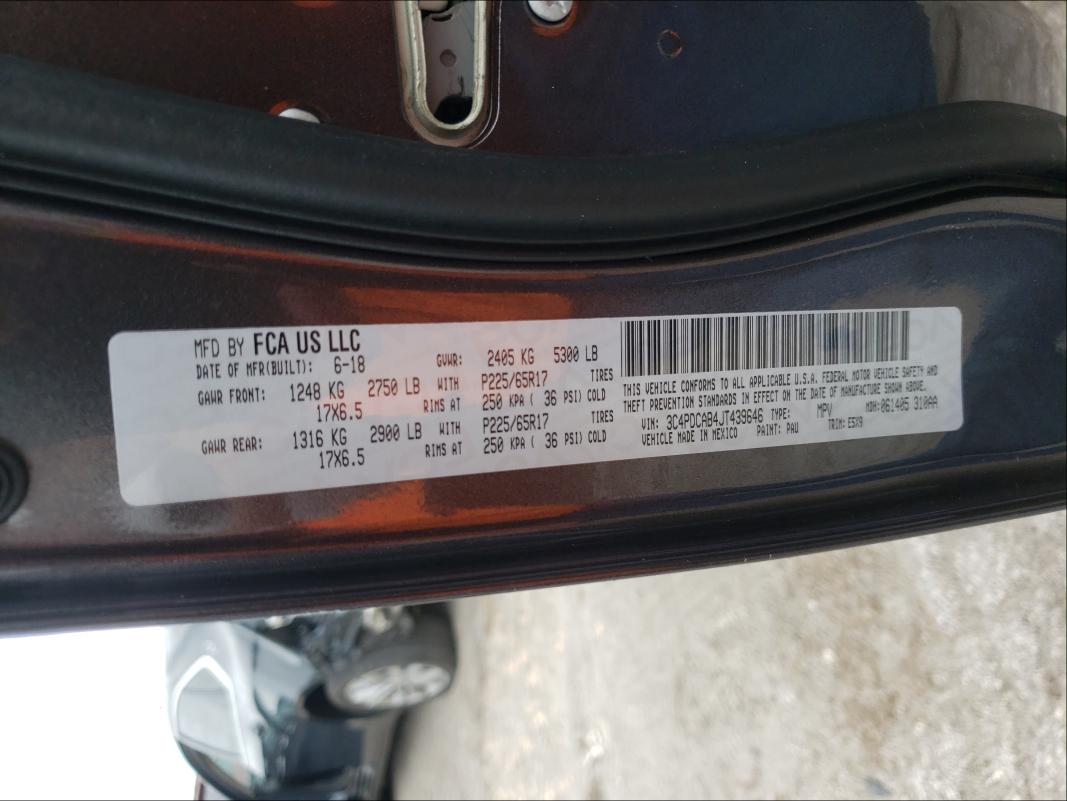 MFD BY FCA US LLC
DATE OF MFR(BUILT): 6-18 GVWR: 2405 KG 5300 LB
GAWR FRONT: 1248 KG 2750 LB WITH P225/65R17 TIRES
17X6.5 RIMS AT 250 KPA ( 36 PSI) COLD
GAWR REAR: 1316 KG 2900 LB WITH P225/65R17 TIRES
17X6.5 RIMS AT 250 KPA ( 36 PSI) COLD
THIS VEHICLE CONFORMS TO ALL APPLICABLE U.S.A. FEDERAL MOTOR VEHICLE SAFETY AND
THEFT PREVENTION STANDARDS IN EFFECT ON THE DATE OF MANUFACTURE SHOWN ABOVE.
VIN: 3C4PDCAB4JT439646 TYPE: MPV MDH:061405 310AA
VEHICLE MADE IN MEXICO PAINT: PAU TRIM: E5X9